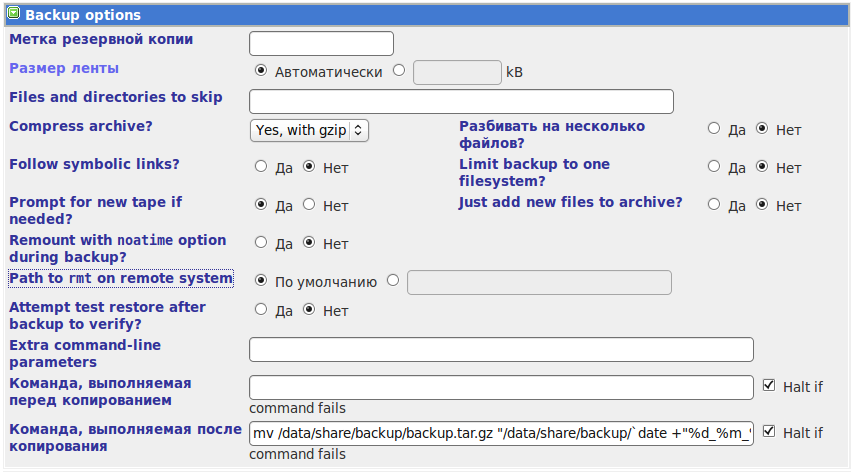 Backup options
Метка резервной копии
Размер ленты Автоматически kB
Files and directories to skip
Compress archive? Yes, with gzip Разбивать на несколько файлов? Да Нет
Follow symbolic links? Да Нет Limit backup to one filesystem? Да Нет
Prompt for new tape if needed? Да Нет Just add new files to archive? Да Нет
Remount with noatime option during backup? Да Нет
Path to rmt on remote system По умолчанию
Attempt test restore after backup to verify? Да Нет
Extra command-line parameters
Команда, выполняемая перед копированием Halt if command fails
Команда, выполняемая после копирования mv /data/share/backup/backup.tar.gz "/data/share/backup/`date +"%d_%m_ Halt if command fails